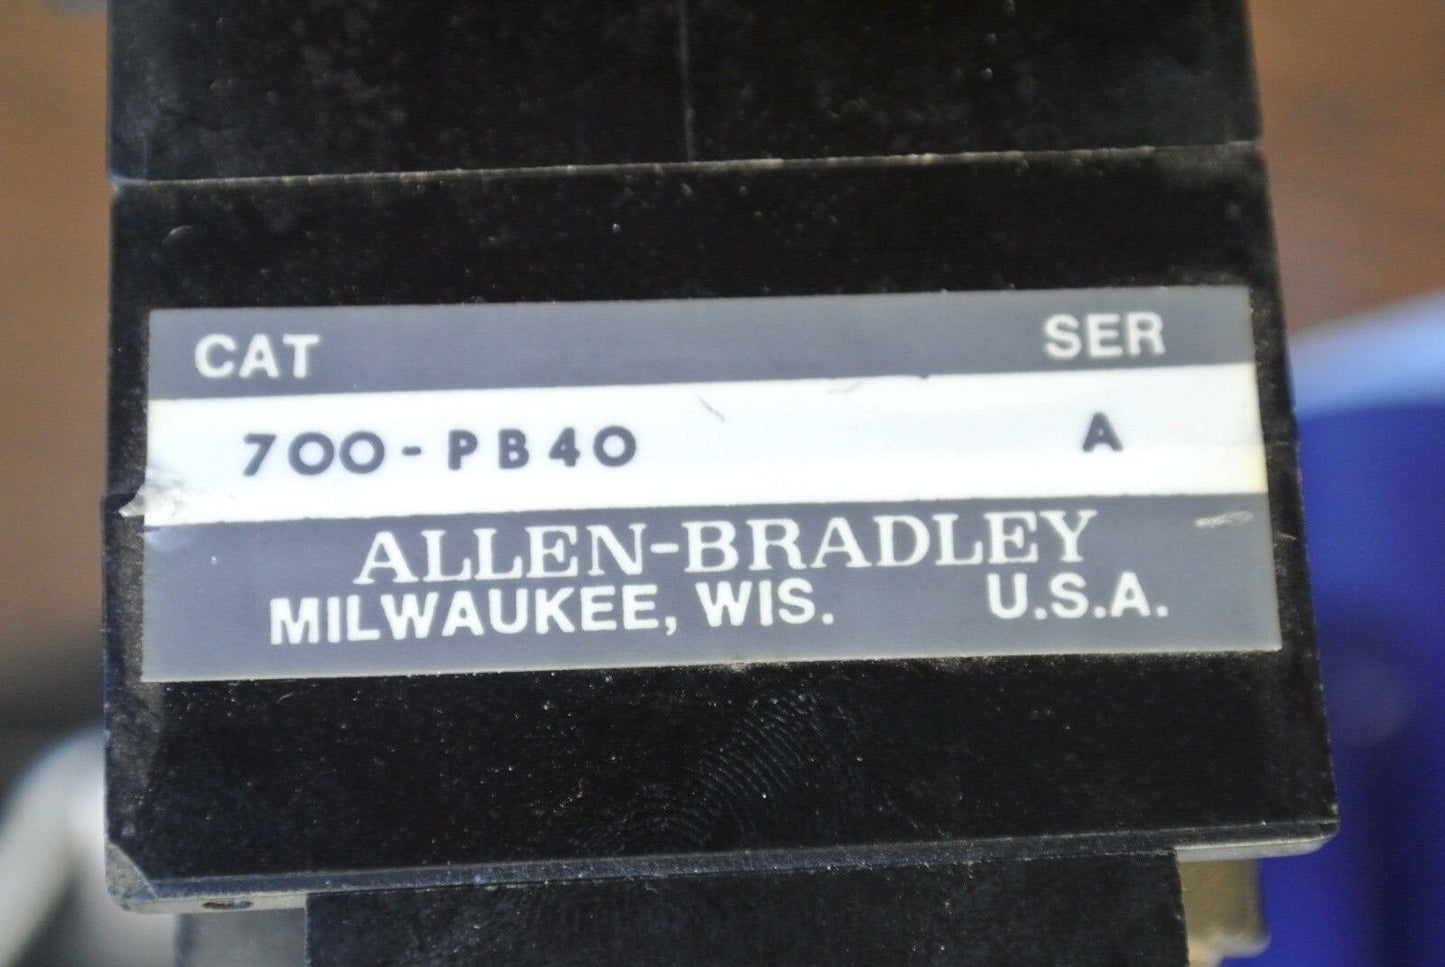 CAT SER
700-PB40 A
ALLEN-BRADLEY
MILWAUKEE, WIS. U.S.A.